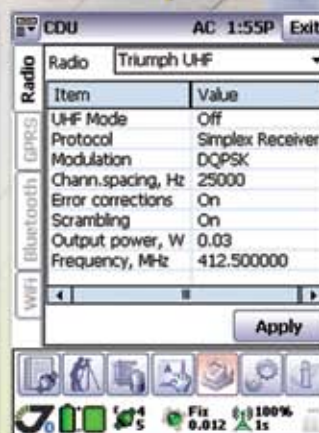 CDU AC 1:55P Exit
Radio
GPRS
Bluetooth
WiFi
Radio Triumph UHF
Item Value
UHF Mode Off
Protocol Simplex Receiver
Modulation DQPSK
Chann.spacing, Hz 25000
Error corrections On
Scrambling On
Output power, W 0.03
Frequency, MHz 412.500000
Apply
4 5 Fix 0.012 100% 1s